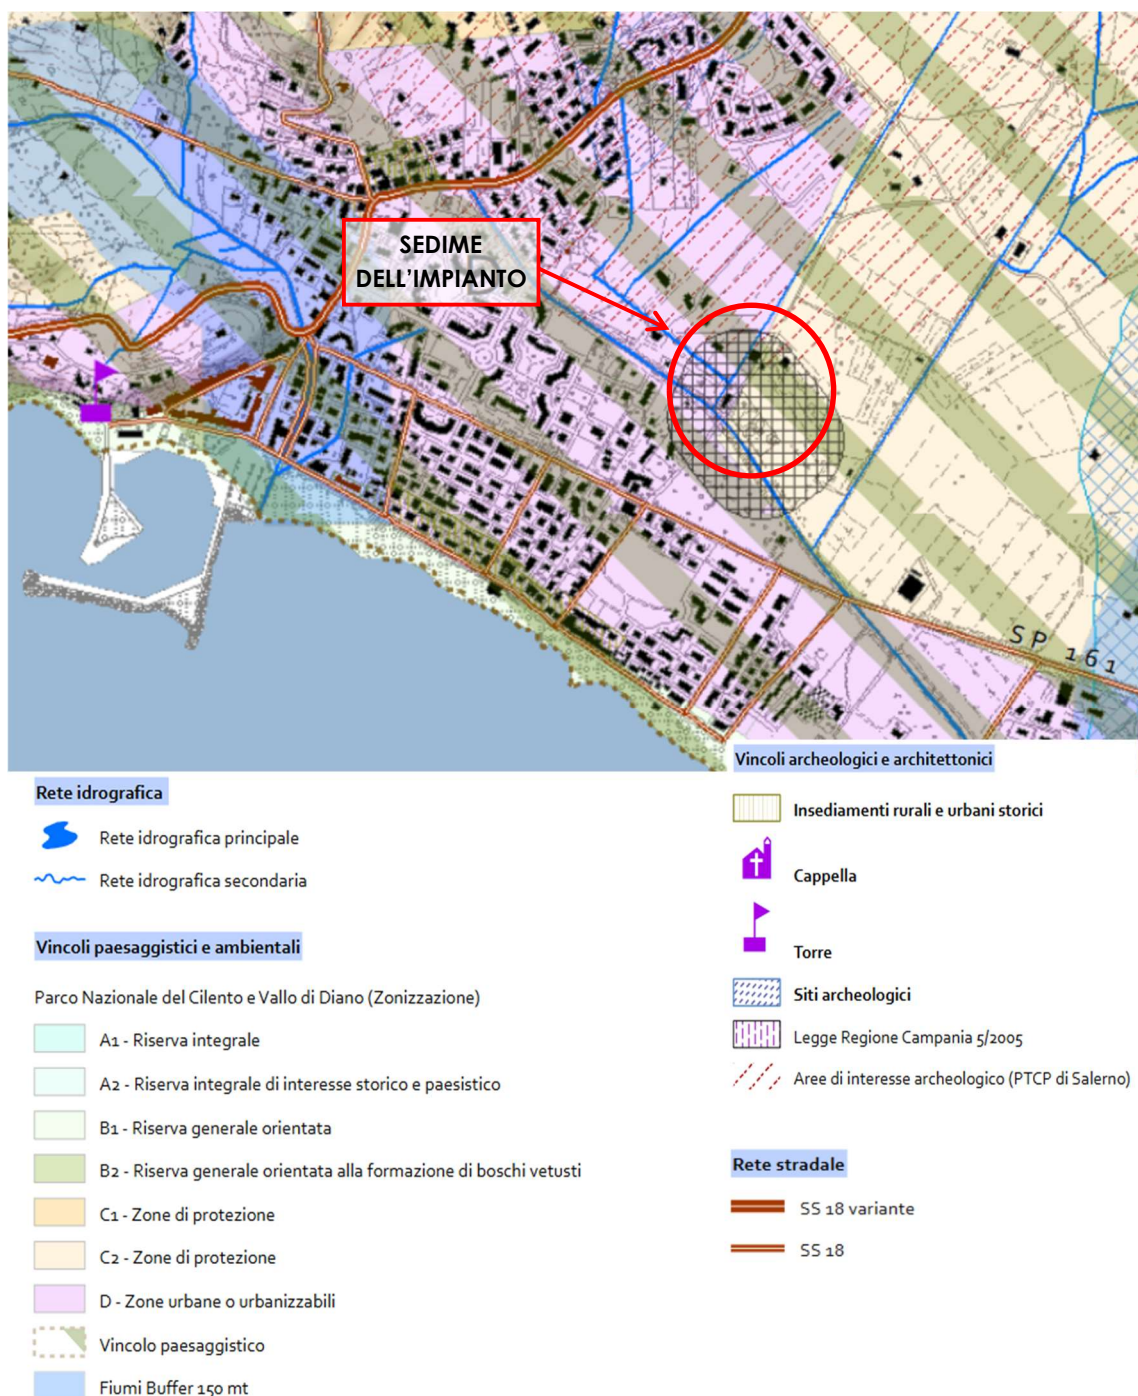 SEDIME
DELL’IMPIANTO
SP 161
Rete idrografica
Rete idrografica principale
Rete idrografica secondaria
Vincoli paesaggistici e ambientali
Parco Nazionale del Cilento e Vallo di Diano (Zonizzazione)
A1 - Riserva integrale
A2 - Riserva integrale di interesse storico e paesistico
B1 - Riserva generale orientata
B2 - Riserva generale orientata alla formazione di boschi vetusti
C1 - Zone di protezione
C2 - Zone di protezione
D - Zone urbane o urbanizzabili
Vincolo paesaggistico
Fiumi Buffer 150 mt
Vincoli archeologici e architettonici
Insediamenti rurali e urbani storici
Cappella
Torre
Siti archeologici
Legge Regione Campania 5/2005
Aree di interesse archeologico (PTCP di Salerno)
Rete stradale
SS 18 variante
SS 18